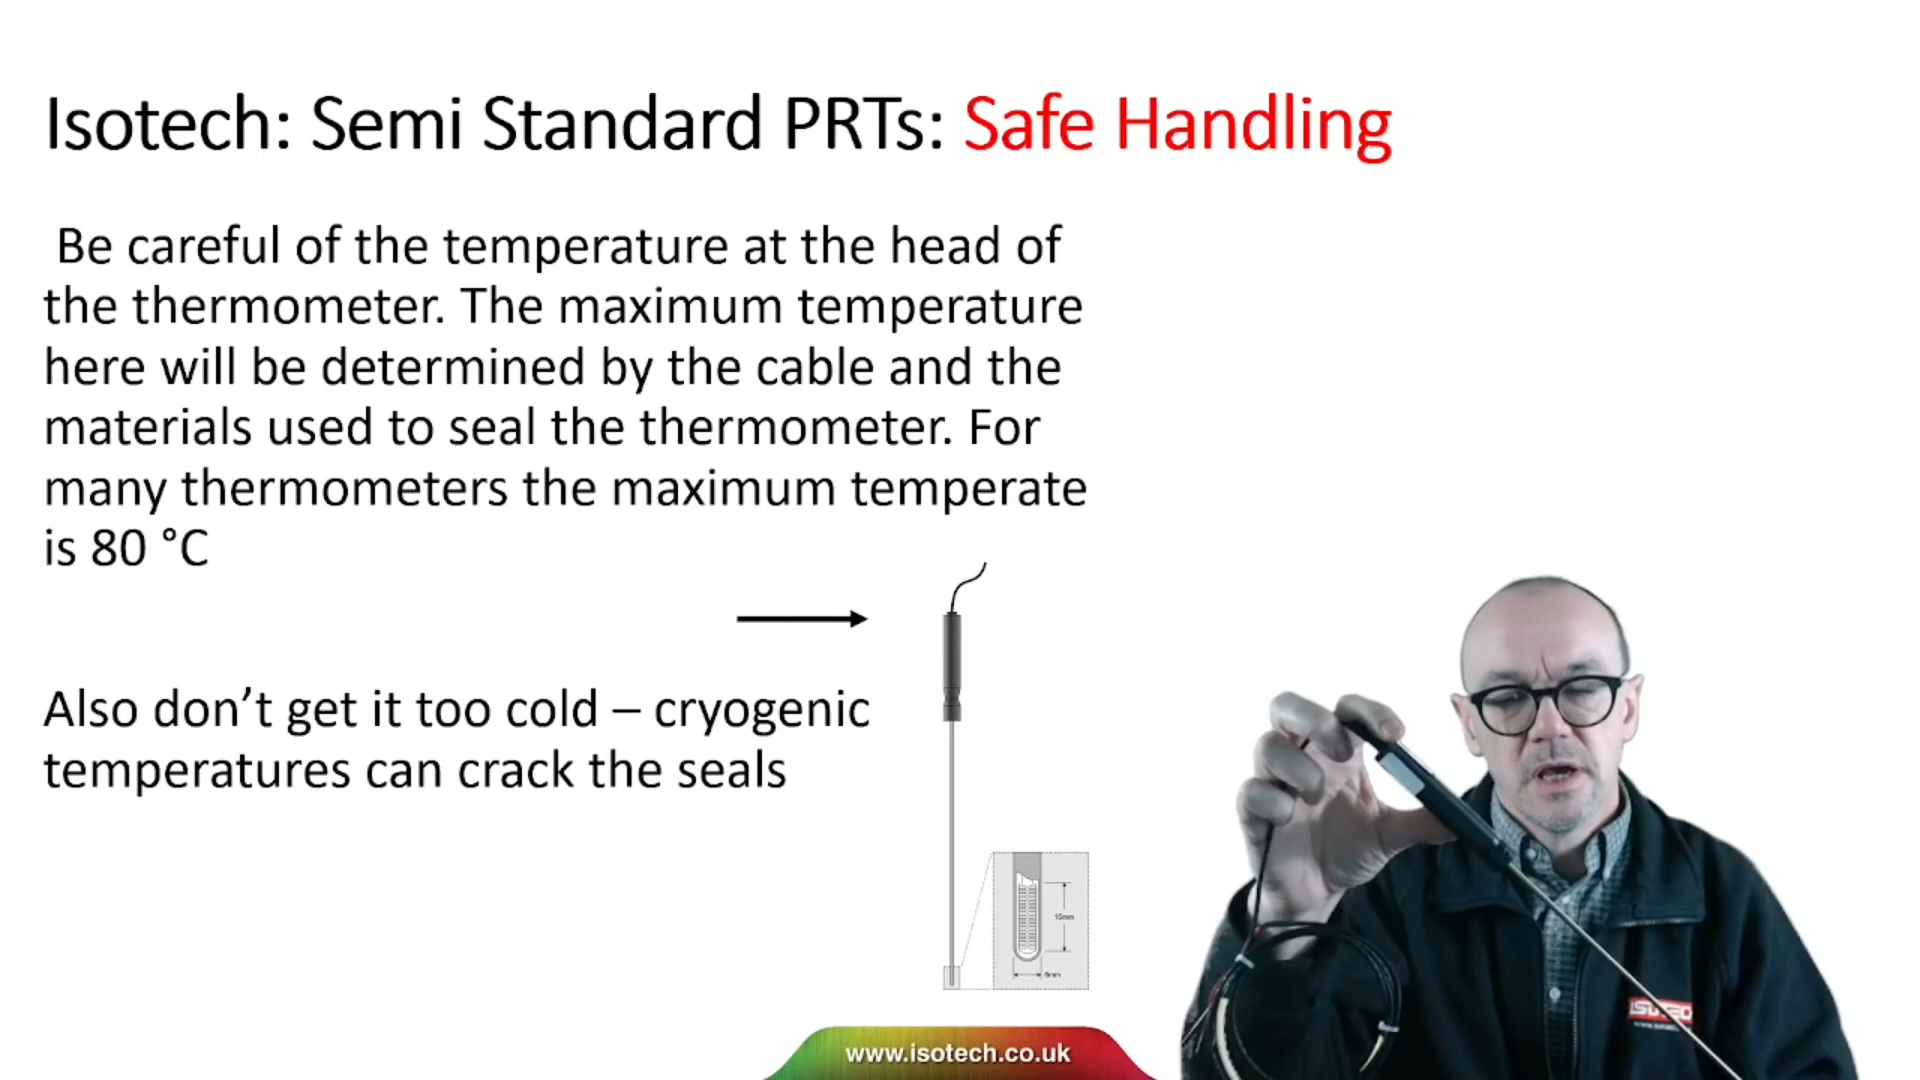 Isotech: Semi Standard PRTs: Safe Handling
Be careful of the temperature at the head of
the thermometer. The maximum temperature
here will be determined by the cable and the
materials used to seal the thermometer. For
many thermometers the maximum temperate
is 80 °C
Also don’t get it too cold – cryogenic
temperatures can crack the seals
15mm
6mm
www.isotech.co.uk